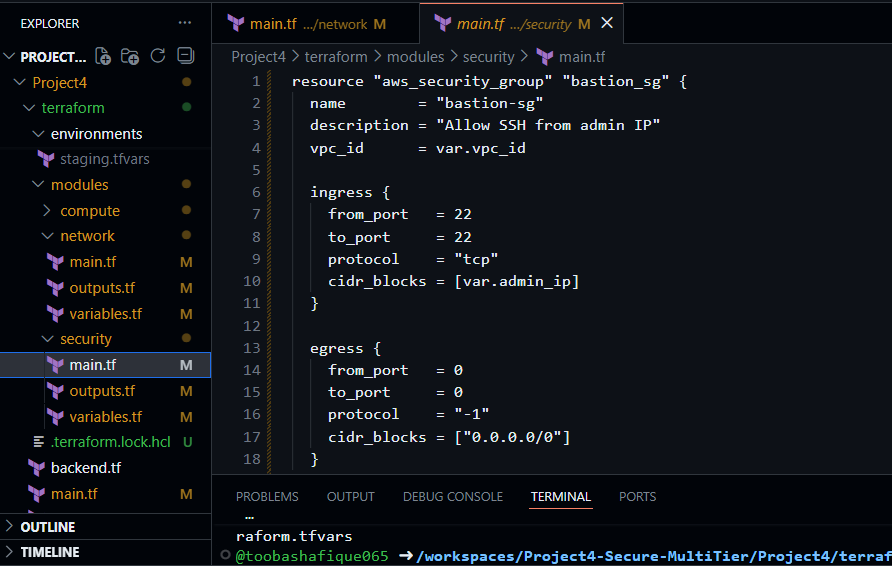 EXPLORER ...
main.tf .../network M
main.tf .../security M
PROJECT...
Project4 > terraform > modules > security > main.tf
Project4
terraform
environments
staging.tfvars
modules
compute
network
main.tf M
outputs.tf M
variables.tf M
security
main.tf M
outputs.tf M
variables.tf M
.terraform.lock.hcl U
backend.tf
main.tf M
OUTLINE
TIMELINE
1 resource "aws_security_group" "bastion_sg" {
2   name        = "bastion-sg"
3   description = "Allow SSH from admin IP"
4   vpc_id      = var.vpc_id
5
6   ingress {
7     from_port   = 22
8     to_port     = 22
9     protocol    = "tcp"
10     cidr_blocks = [var.admin_ip]
11   }
12
13   egress {
14     from_port   = 0
15     to_port     = 0
16     protocol    = "-1"
17     cidr_blocks = ["0.0.0.0/0"]
18   }
PROBLEMS OUTPUT DEBUG CONSOLE TERMINAL PORTS
…
raform.tfvars
@toobashafique065 ➜/workspaces/Project4-Secure-MultiTier/Project4/terraf